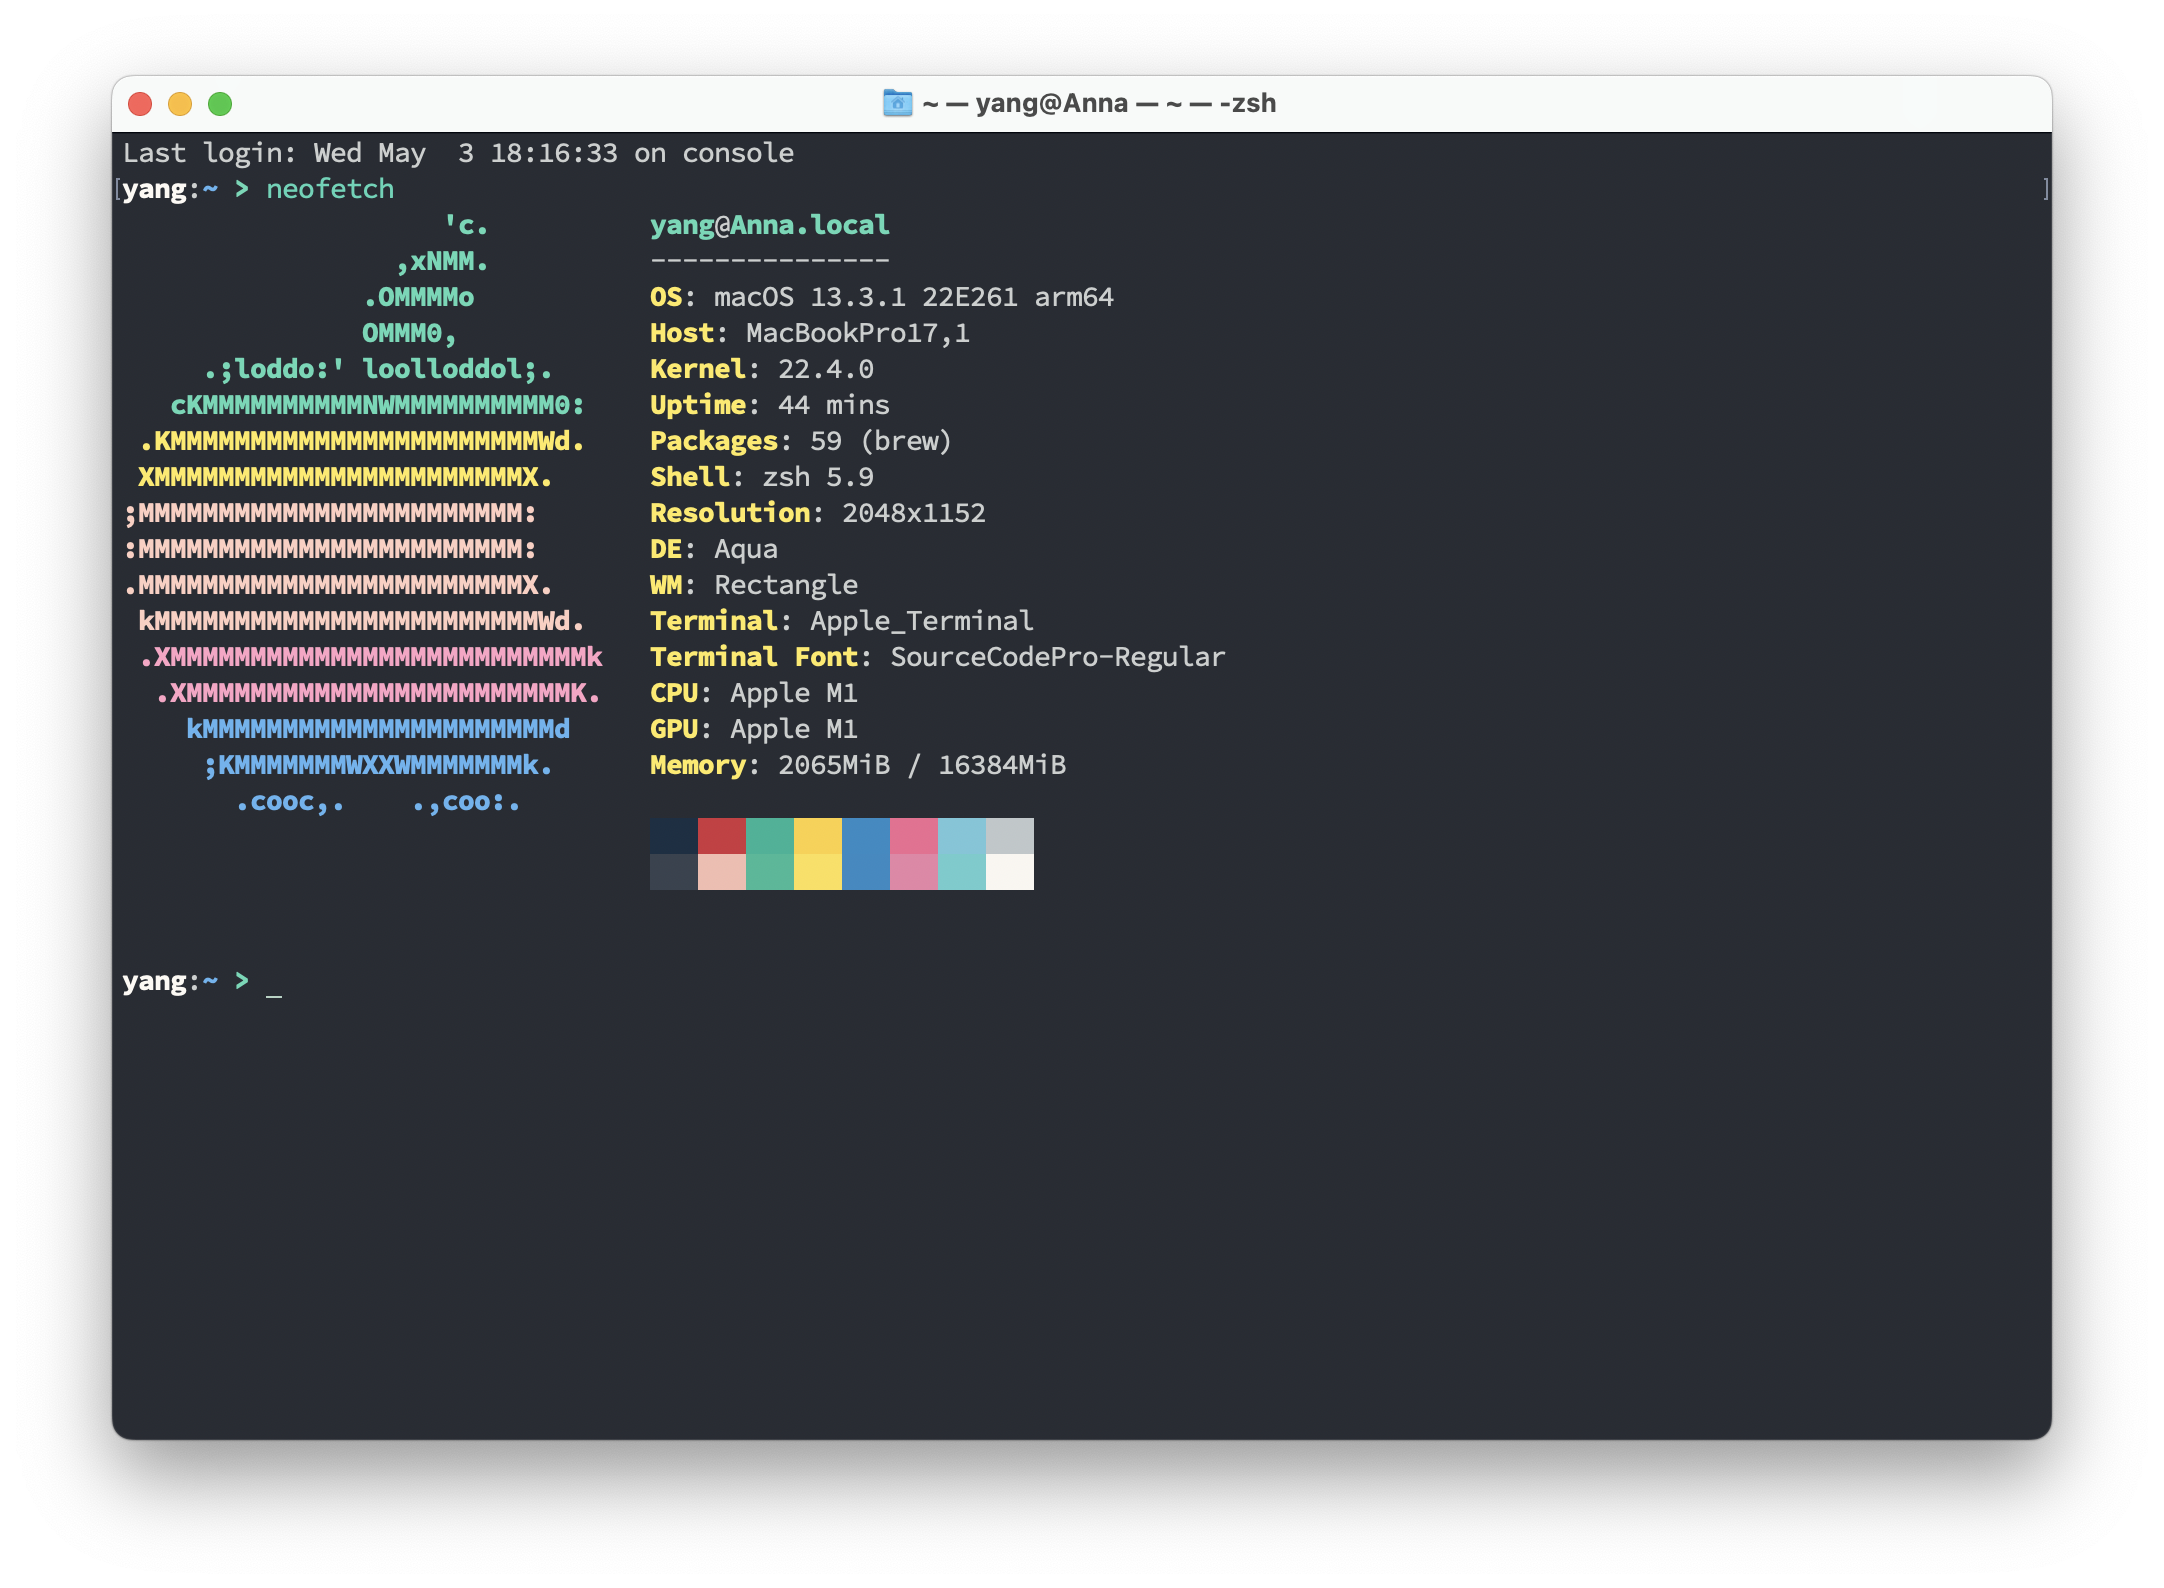 ~ — yang@Anna — ~ — -zsh
Last login: Wed May  3 18:16:33 on console
[yang:~ > neofetch ]
                    'c.          yang@Anna.local
                 ,xNMM.          ---------------
               .OMMMMo           OS: macOS 13.3.1 22E261 arm64
               OMMM0,            Host: MacBookPro17,1
     .;loddo:' loolloddol;.      Kernel: 22.4.0
   cKMMMMMMMMMMNWMMMMMMMMMM0:    Uptime: 44 mins
 .KMMMMMMMMMMMMMMMMMMMMMMMWd.    Packages: 59 (brew)
 XMMMMMMMMMMMMMMMMMMMMMMMX.      Shell: zsh 5.9
;MMMMMMMMMMMMMMMMMMMMMMMM:       Resolution: 2048x1152
:MMMMMMMMMMMMMMMMMMMMMMMM:       DE: Aqua
.MMMMMMMMMMMMMMMMMMMMMMMMX.      WM: Rectangle
 kMMMMMMMMMMMMMMMMMMMMMMMMWd.    Terminal: Apple_Terminal
 .XMMMMMMMMMMMMMMMMMMMMMMMMMMk   Terminal Font: SourceCodePro-Regular
  .XMMMMMMMMMMMMMMMMMMMMMMMMK.   CPU: Apple M1
    kMMMMMMMMMMMMMMMMMMMMMMd     GPU: Apple M1
     ;KMMMMMMMWXXWMMMMMMMk.      Memory: 2065MiB / 16384MiB
       .cooc,.    .,coo:.
yang:~ > _